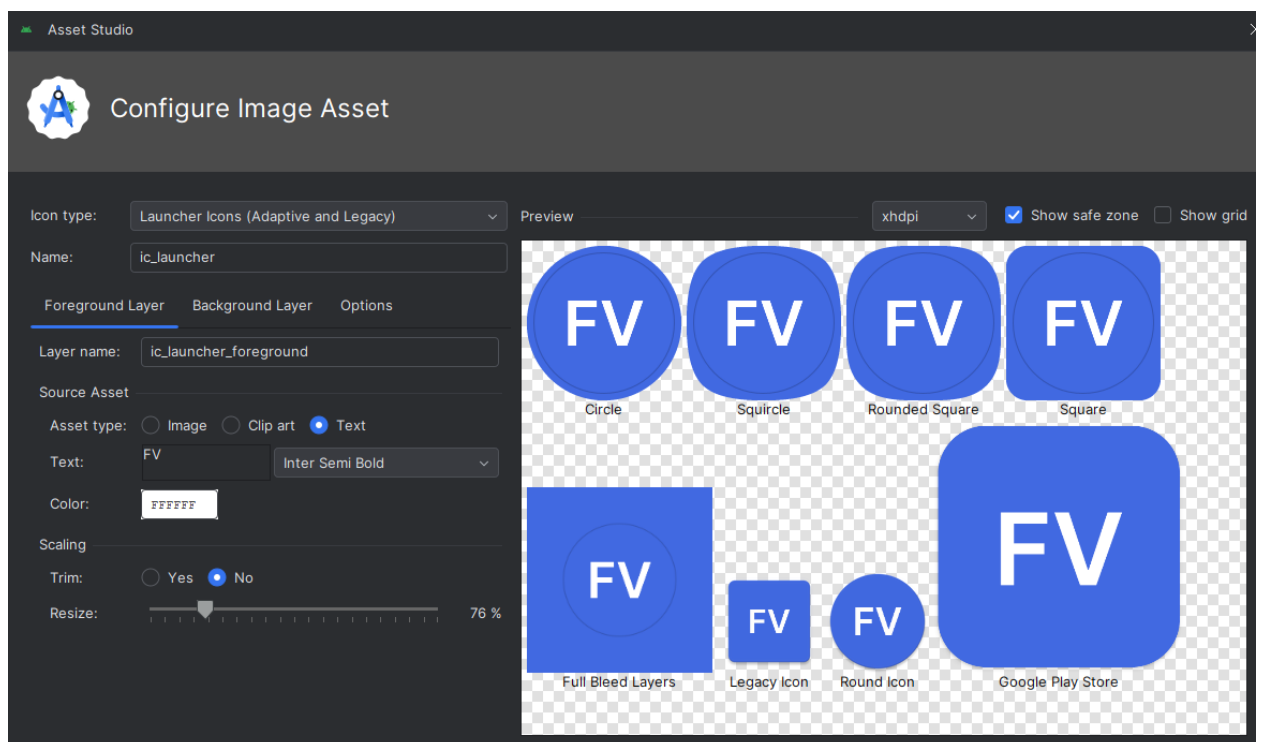 Asset Studio
Configure Image Asset
Icon type: Launcher Icons (Adaptive and Legacy)
Name: ic_launcher
Foreground Layer Background Layer Options
Layer name: ic_launcher_foreground
Source Asset
Asset type: Image Clip art Text
Text: FV Inter Semi Bold
Color: FFFFFF
Scaling
Trim: Yes No
Resize: 76 %
Preview xhdpi Show safe zone Show grid
FV FV FV FV
Circle Squircle Rounded Square Square
FV FV FV FV
Full Bleed Layers Legacy Icon Round Icon Google Play Store